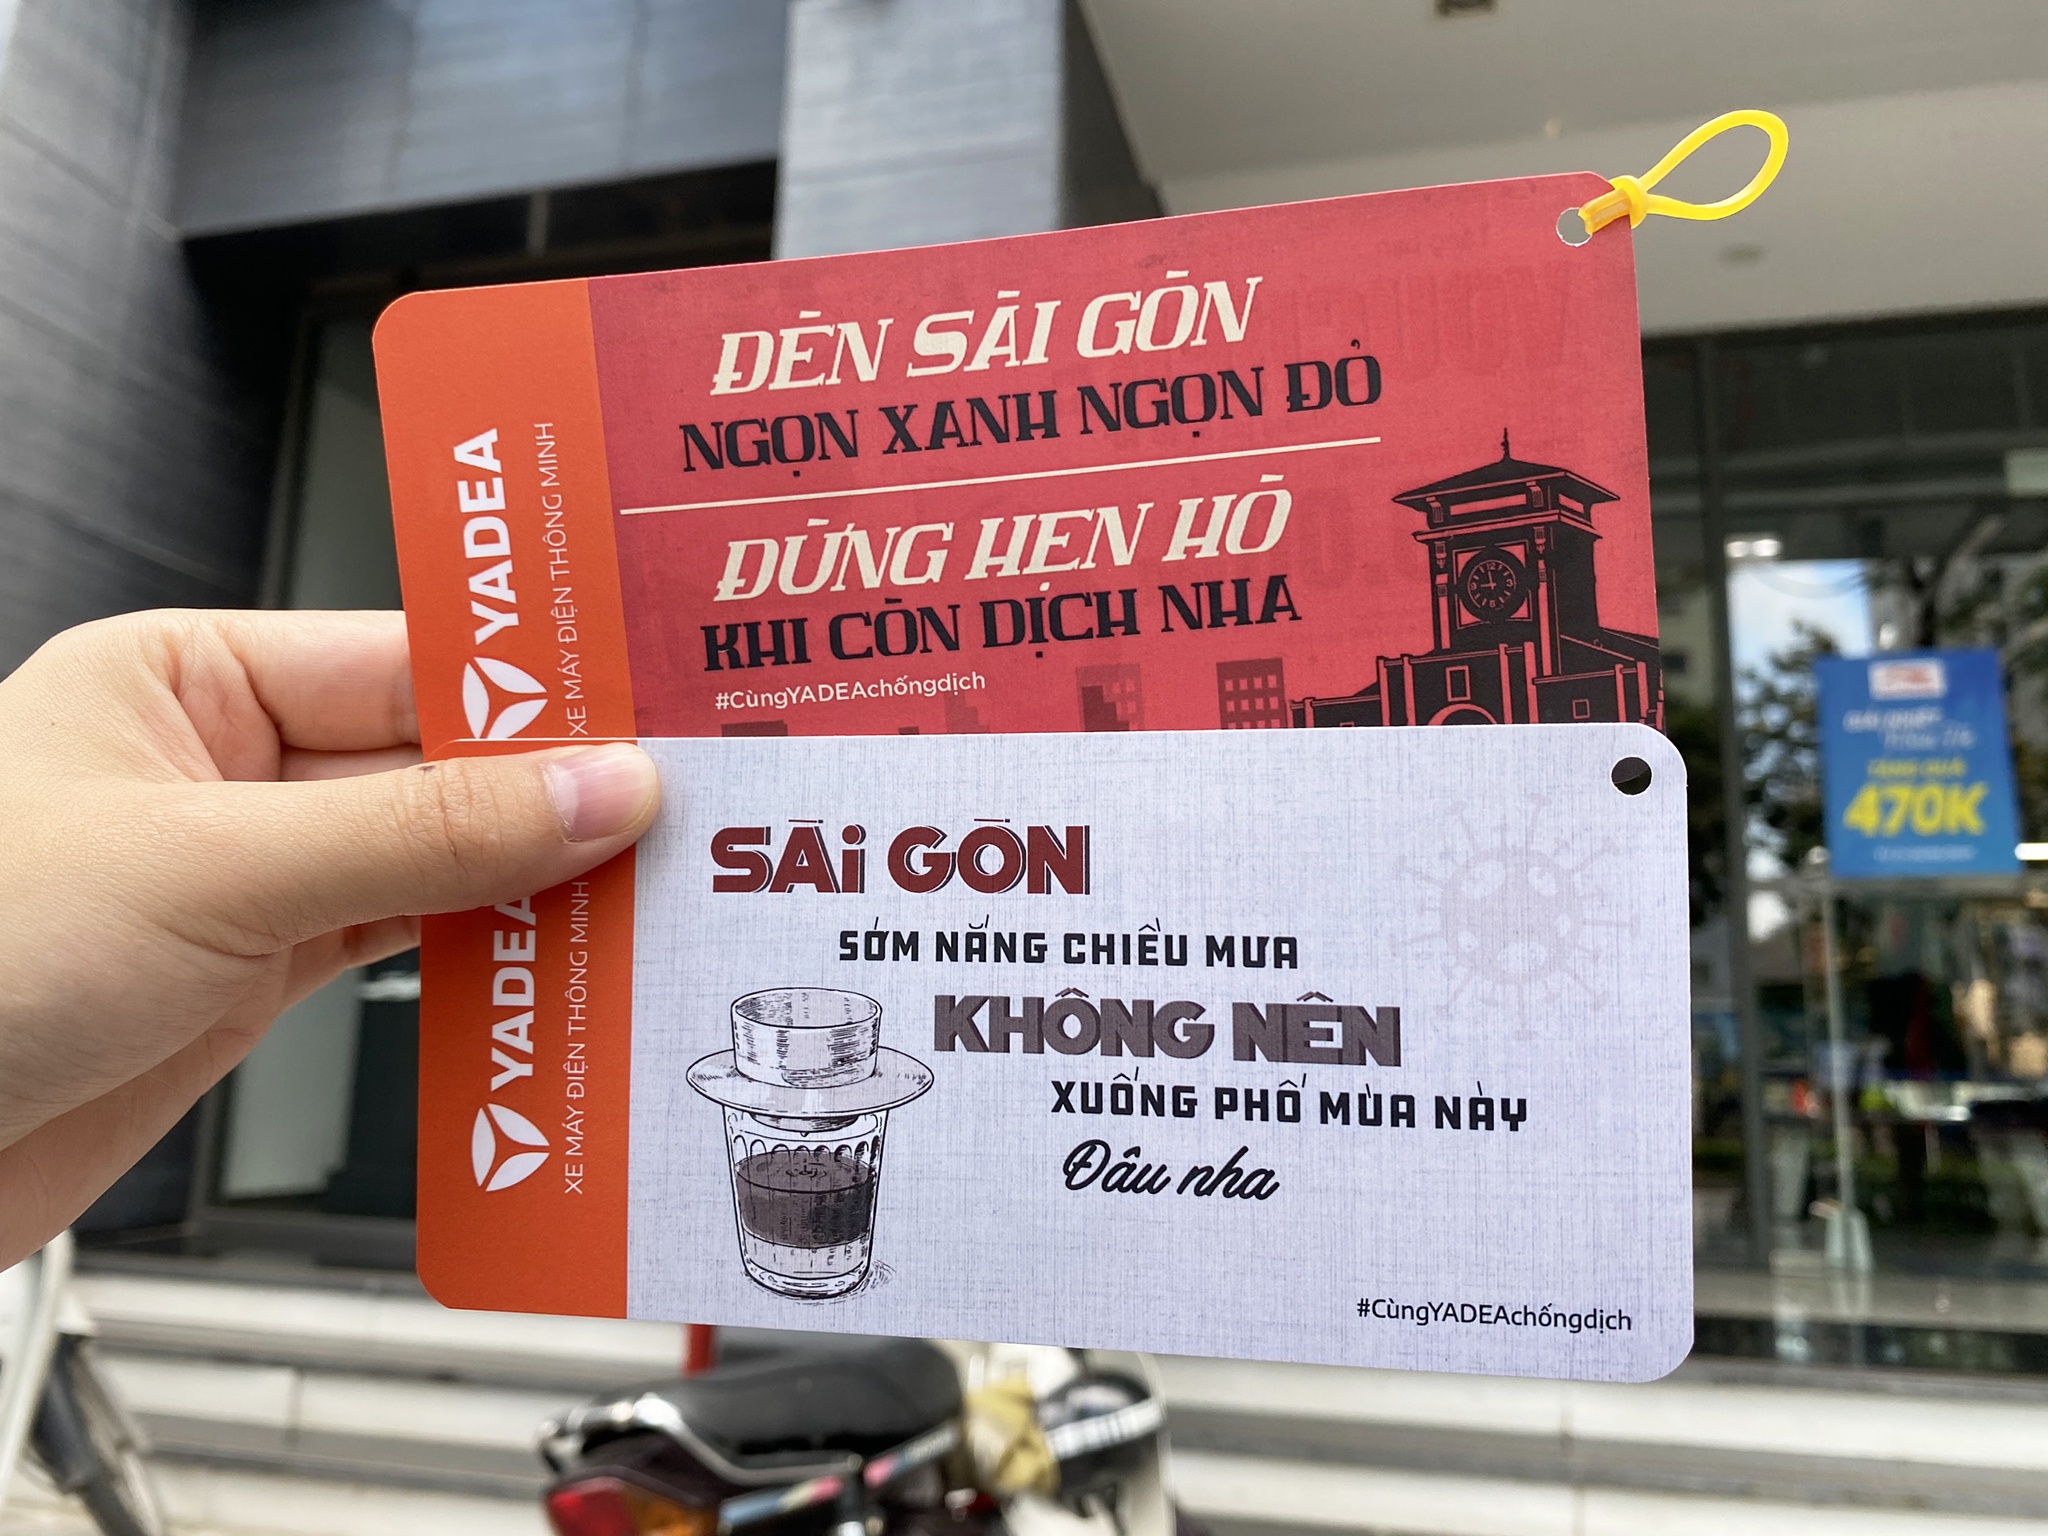 YADEA
XE MÁY ĐIỆN THÔNG MINH
ĐÈN SÀI GÒN
NGỌN XANH NGỌN ĐỎ
ĐỪNG HẸN HÒ
KHI CÒN DỊCH NHA
#CùngYADEAchốngdịch
YADEA
XE MÁY ĐIỆN THÔNG MINH
SÀi GÒN
SỚM NẮNG CHIỀU MƯA
KHÔNG NÊN
XUỐNG PHỐ MÙA NÀY
Đâu nha
#CùngYADEAchốngdịch
470K